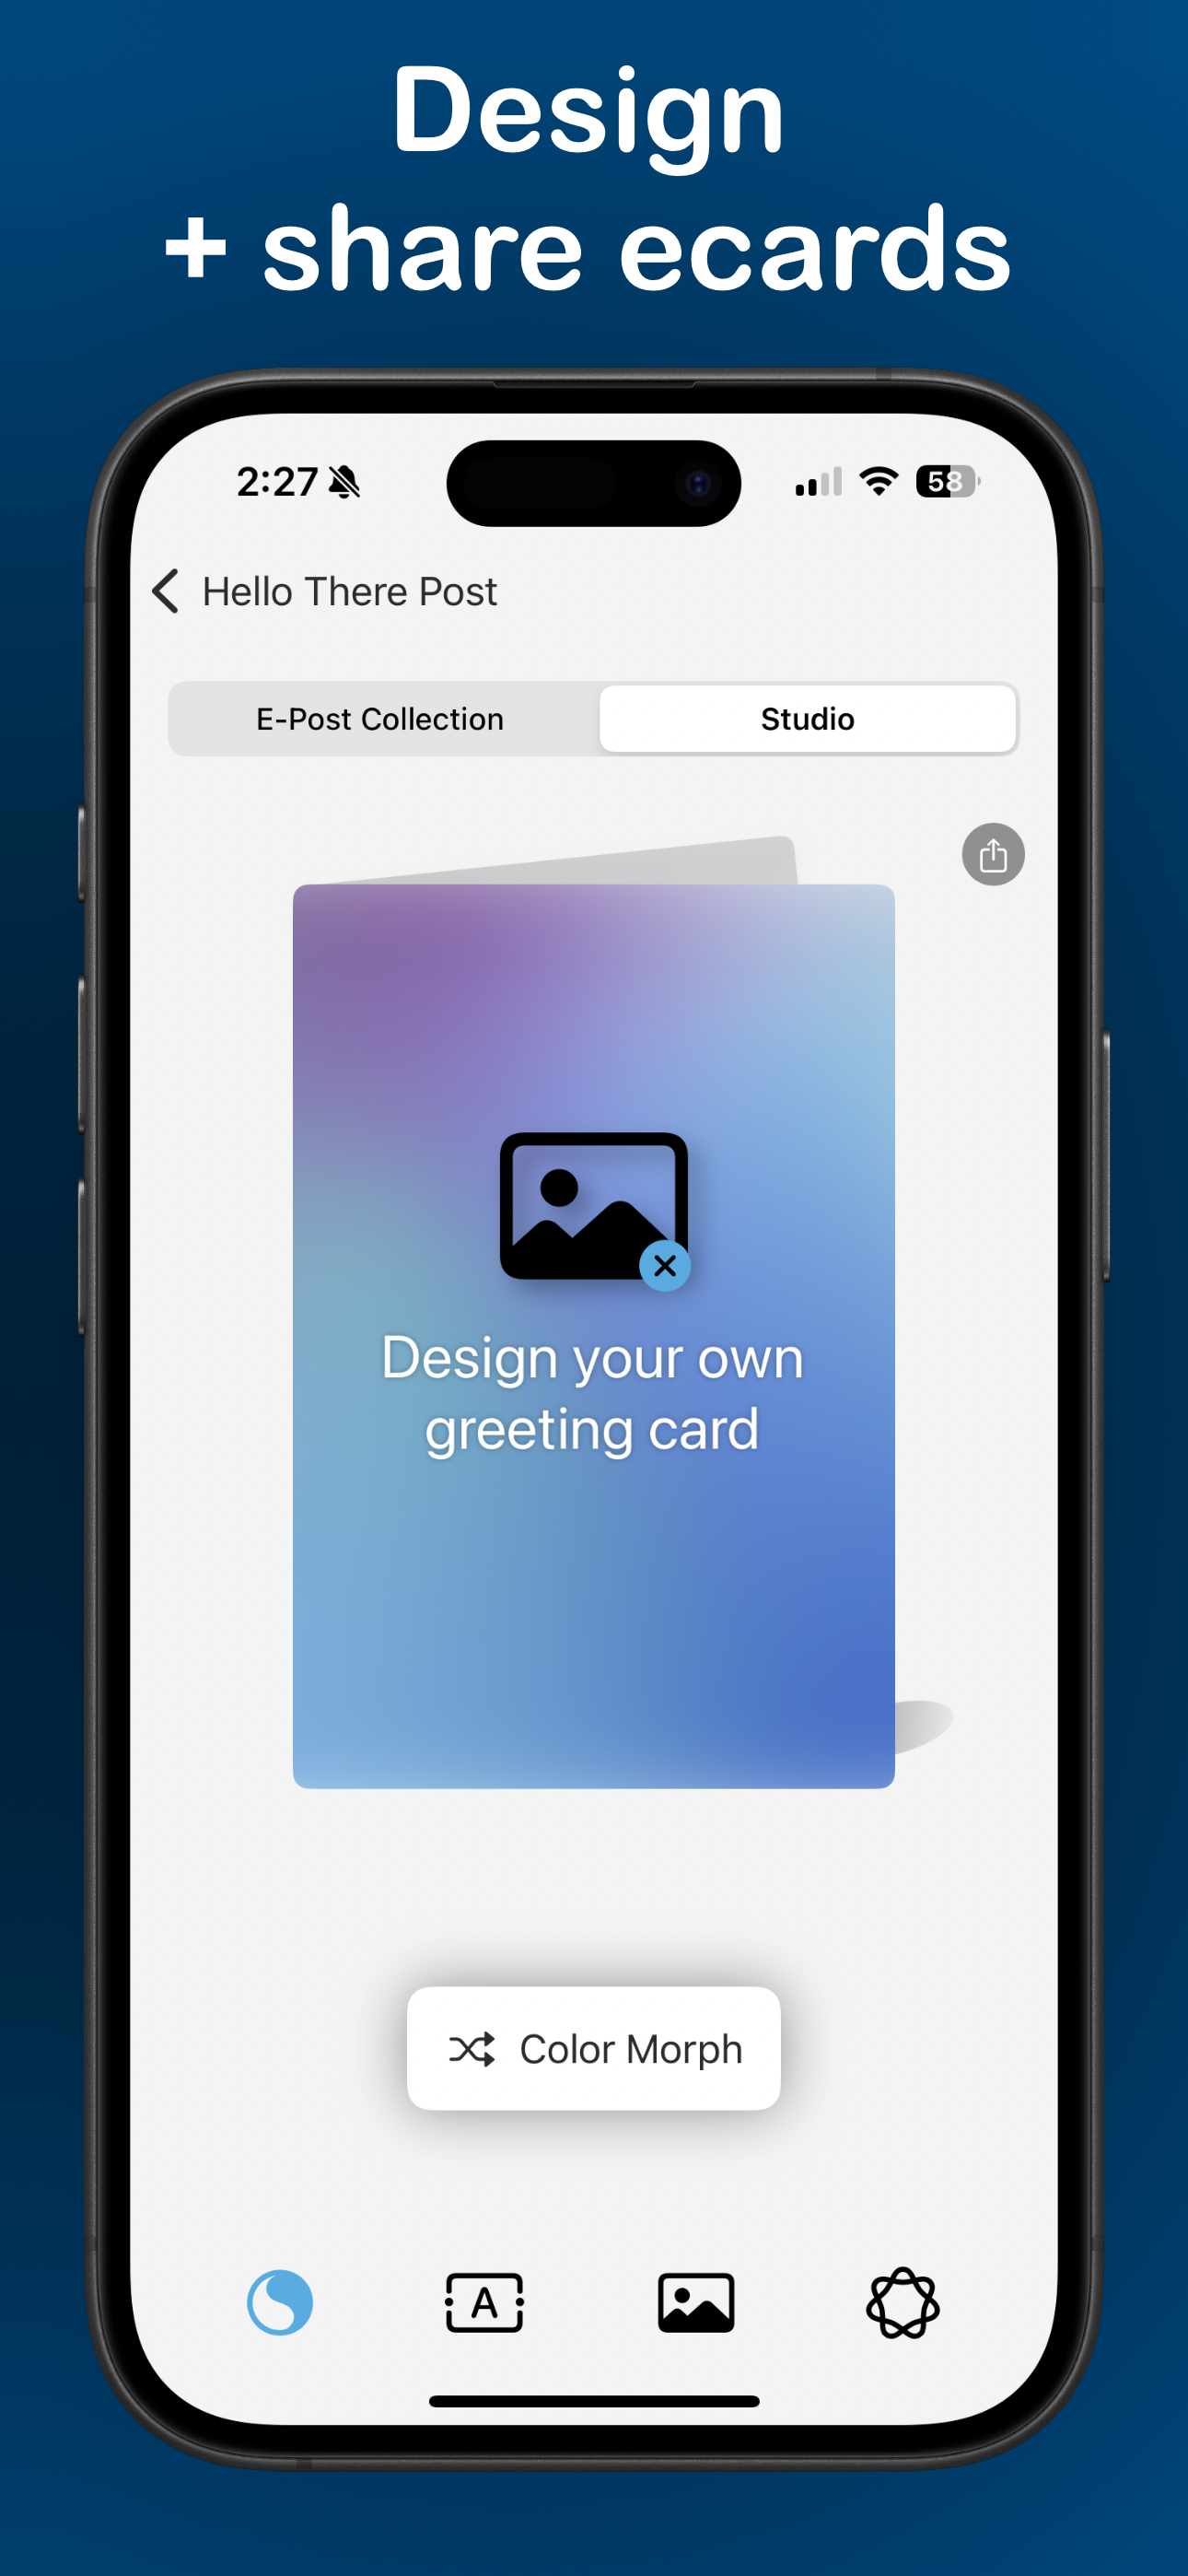 Design
+ share ecards
2:27
58
Hello There Post
E-Post Collection
Studio
Design your own
greeting card
Color Morph
A